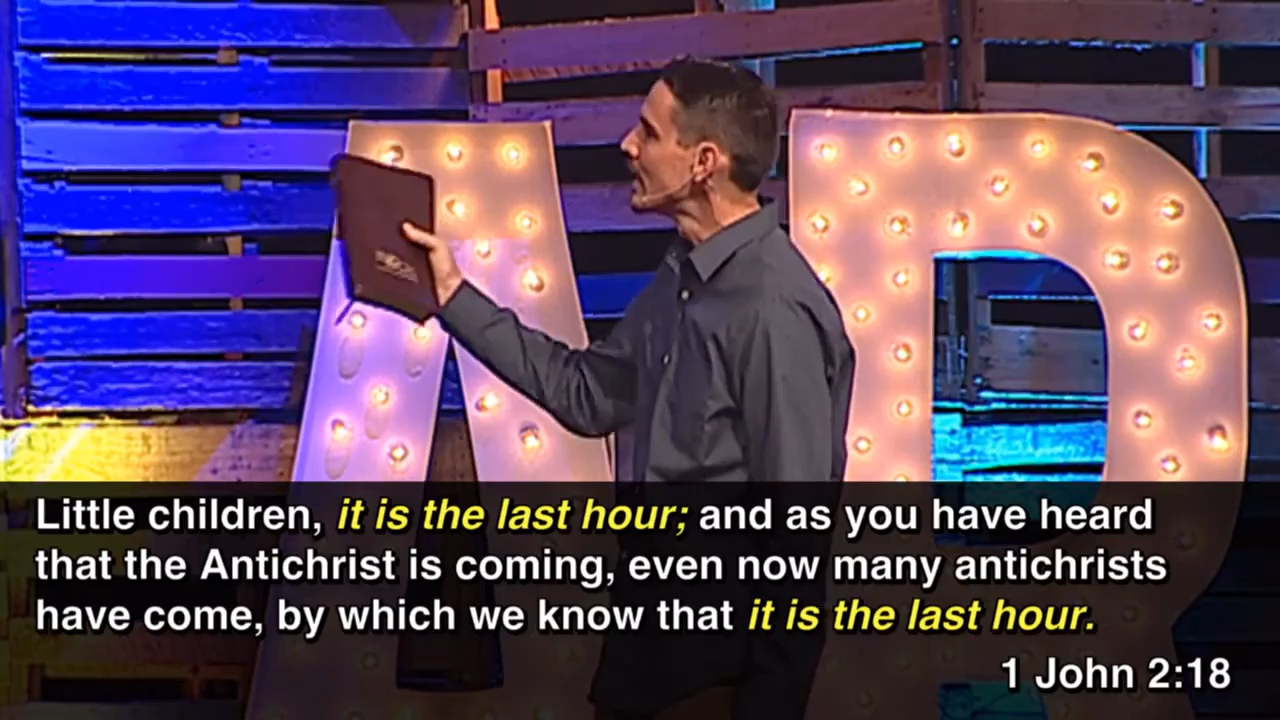 A D
Little children, it is the last hour; and as you have heard
that the Antichrist is coming, even now many antichrists
have come, by which we know that it is the last hour.
1 John 2:18